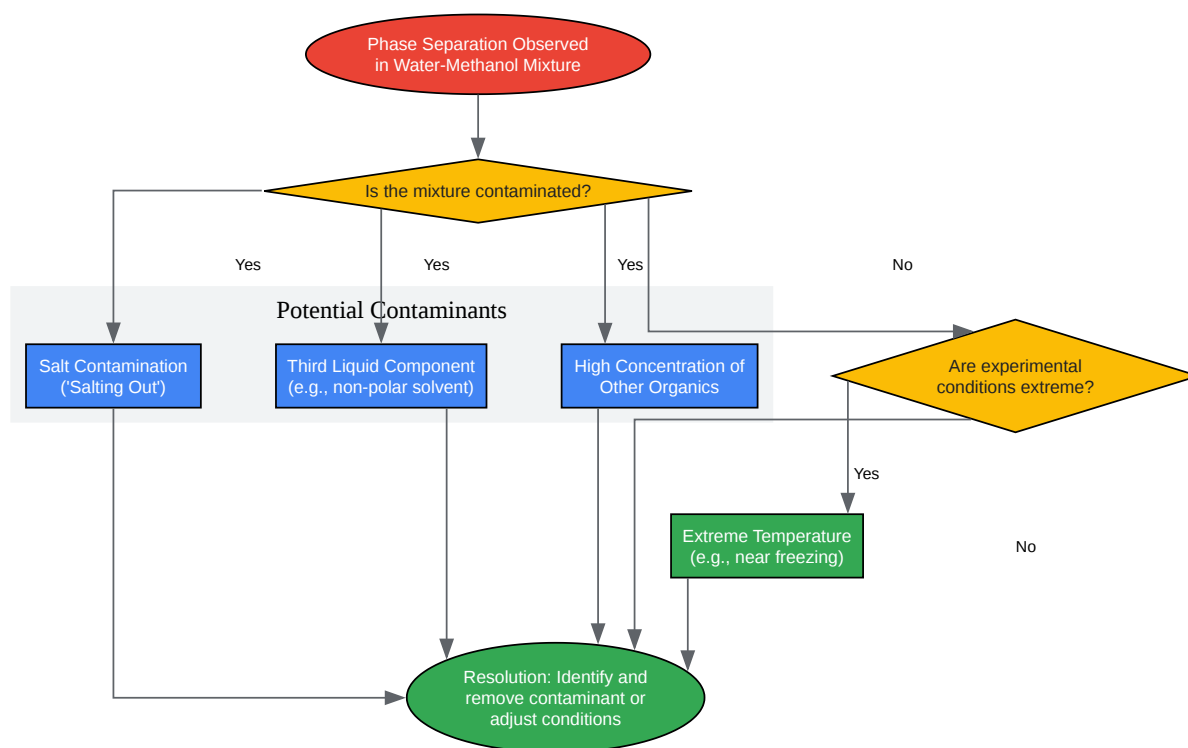 Phase Separation Observed
in Water-Methanol Mixture
Is the mixture contaminated?
Yes
Yes
Yes
No
Potential Contaminants
Salt Contamination
('Salting Out')
Third Liquid Component
(e.g., non-polar solvent)
High Concentration of
Other Organics
Are experimental
conditions extreme?
Yes
Extreme Temperature
(e.g., near freezing)
No
Resolution: Identify and
remove contaminant or
adjust conditions